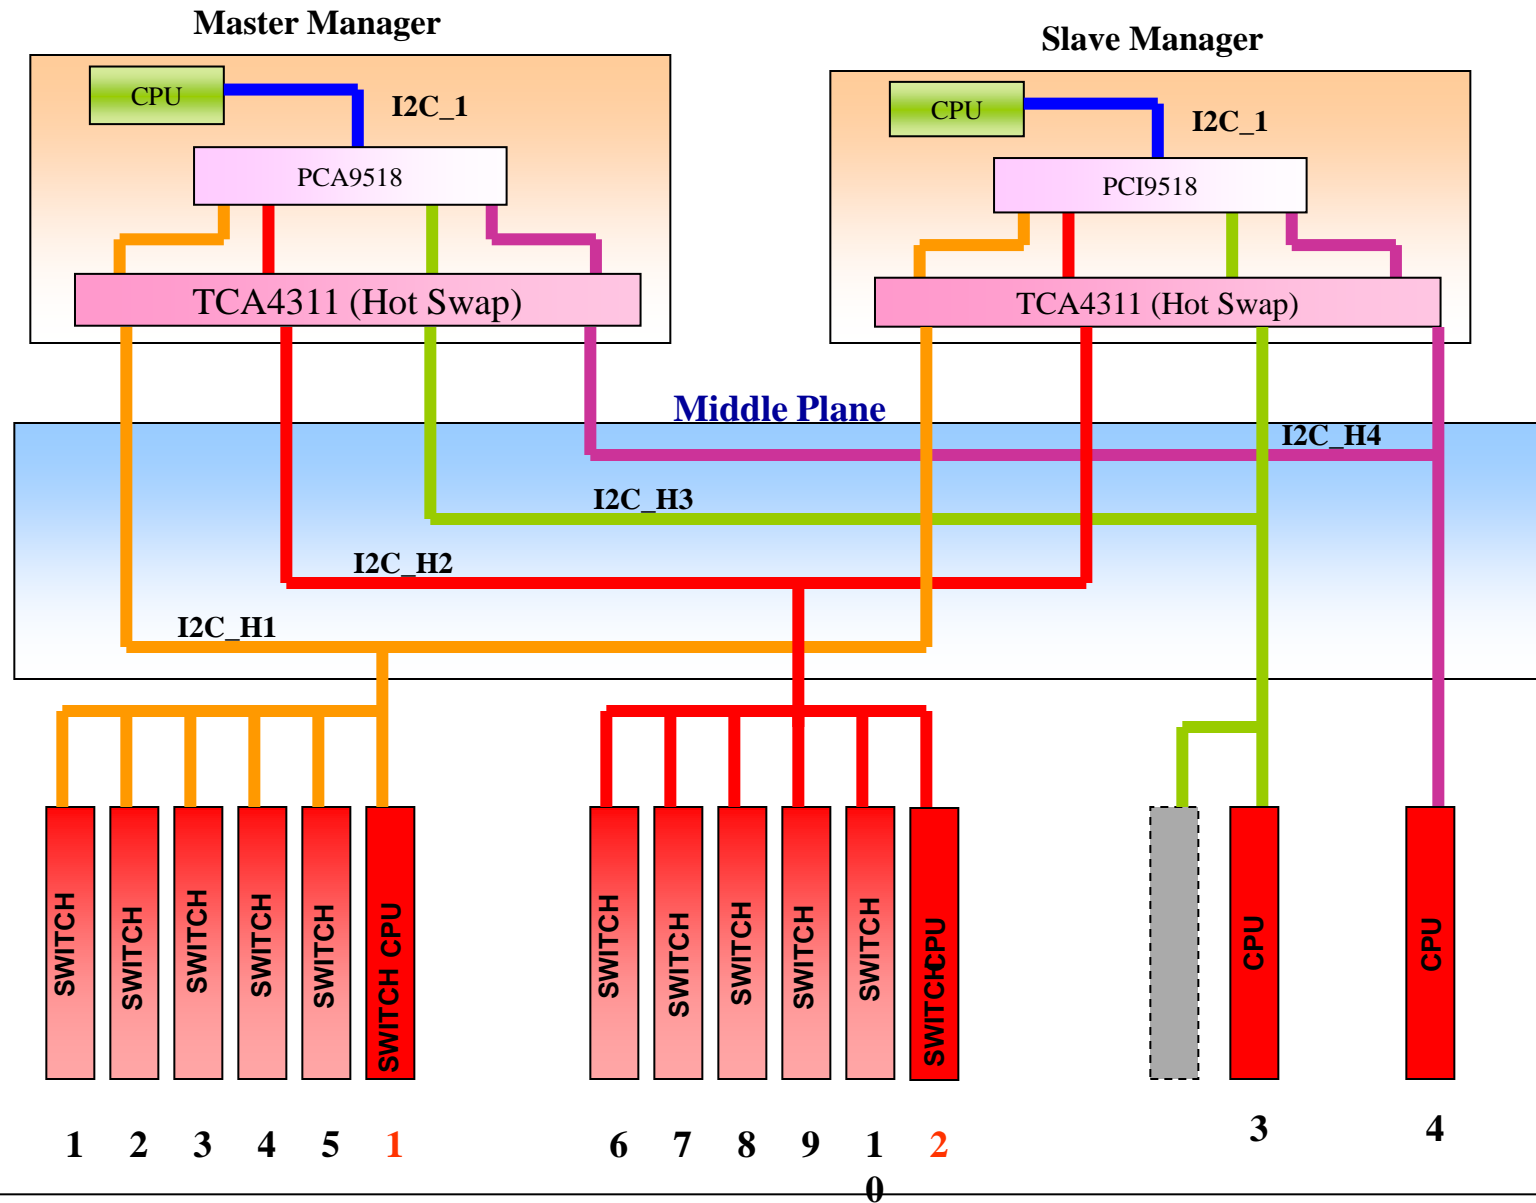 Master Manager
Slave Manager
CPU
I2C_1
CPU
I2C_1
PCA9518
PCI9518
TCA4311 (Hot Swap)
TCA4311 (Hot Swap)
Middle Plane
I2C_H4
I2C_H3
I2C_H2
I2C_H1
SWITCH
SWITCH
SWITCH
SWITCH
SWITCH
SWITCH CPU
SWITCH
SWITCH
SWITCH
SWITCH
SWITCH
SWITCH CPU
CPU
CPU
1
2
3
4
5
1
6
7
8
9
1
0
2
3
4